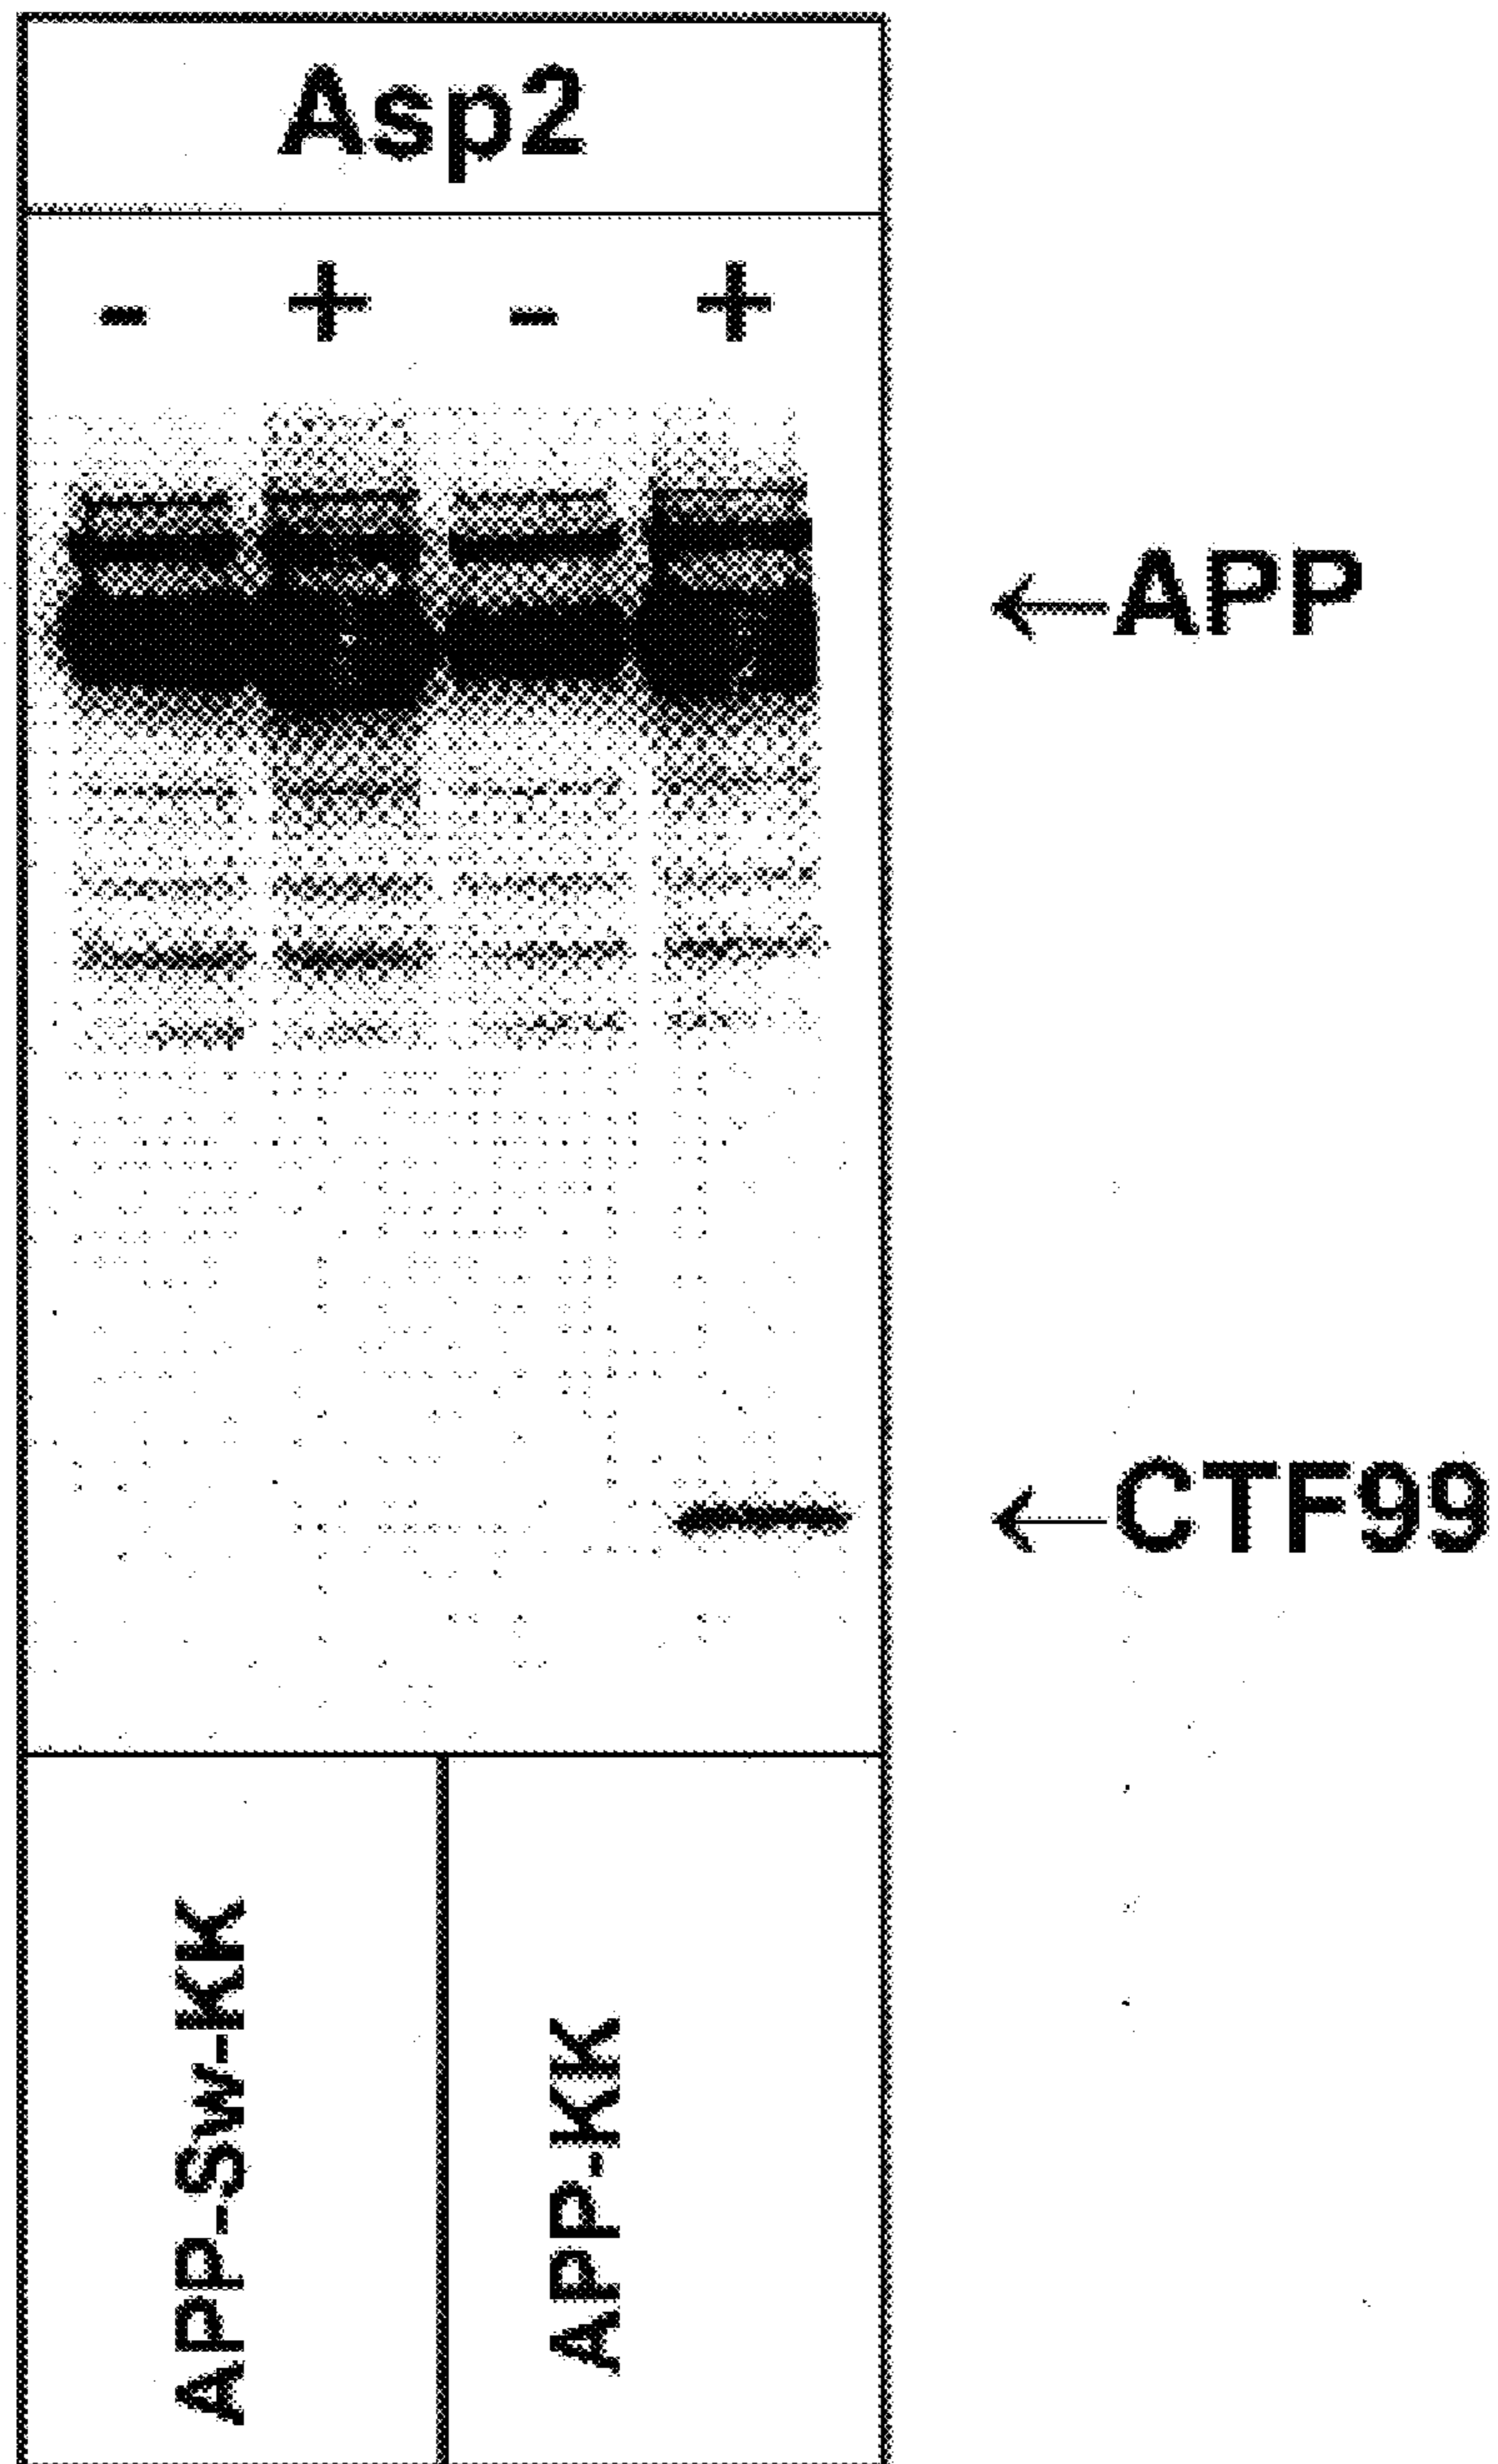 Asp2
- + - +
←APP
←CTF99
APP-Sw-KK
APP-KK